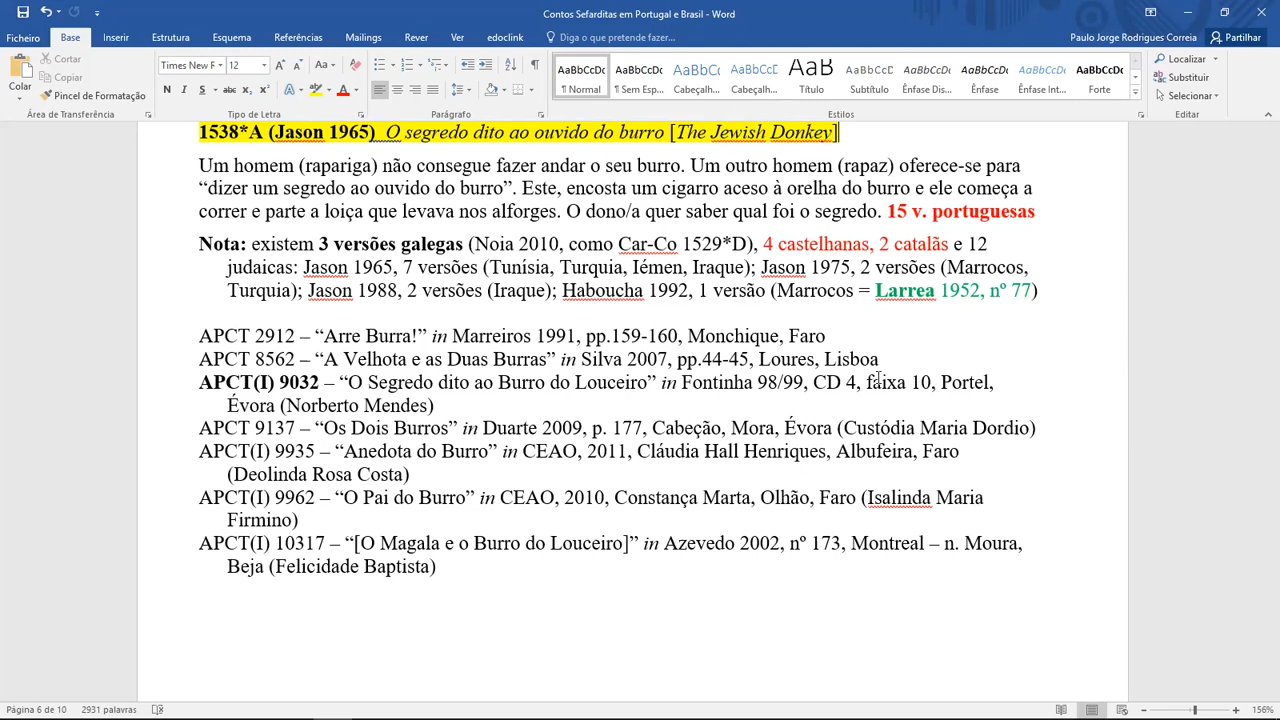 Contos Sefarditas em Portugal e Brasil - Word
Ficheiro Base Inserir Estrutura Esquema Referências Mailings Rever Ver edoclink Diga o que pretende fazer... Paulo Jorge Rodrigues Correia Partilhar
Colar
Cortar
Copiar
Pincel de Formatação
Área de Transferência
Times New R 12
N I S abc x₂ x²
Tipo de Letra
Parágrafo
AaBbCcDc ¶ Normal
AaBbCcDc ¶ Sem Esp...
AaBbCcDc Cabeçalh...
AaBbCcDc Cabeçalh...
AaB Título
AaBbCcD Subtítulo
AaBbCcDc Ênfase Dis...
AaBbCcDc Ênfase
AaBbCcDc Ênfase Int...
AaBbCcDc Forte
Estilos
Localizar
Substituir
Selecionar
Editar
1538*A (Jason 1965) O segredo dito ao ouvido do burro [The Jewish Donkey]
Um homem (rapariga) não consegue fazer andar o seu burro. Um outro homem (rapaz) oferece-se para
“dizer um segredo ao ouvido do burro”. Este, encosta um cigarro aceso à orelha do burro e ele começa a
correr e parte a loiça que levava nos alforges. O dono/a quer saber qual foi o segredo. 15 v. portuguesas
Nota: existem 3 versões galegas (Noia 2010, como Car-Co 1529*D), 4 castelhanas, 2 catalãs e 12
judaicas: Jason 1965, 7 versões (Tunísia, Turquia, Iémen, Iraque); Jason 1975, 2 versões (Marrocos,
Turquia); Jason 1988, 2 versões (Iraque); Haboucha 1992, 1 versão (Marrocos = Larrea 1952, nº 77)
APCT 2912 – “Arre Burra!” in Marreiros 1991, pp.159-160, Monchique, Faro
APCT 8562 – “A Velhota e as Duas Burras” in Silva 2007, pp.44-45, Loures, Lisboa
APCT(I) 9032 – “O Segredo dito ao Burro do Louceiro” in Fontinha 98/99, CD 4, faixa 10, Portel,
Évora (Norberto Mendes)
APCT 9137 – “Os Dois Burros” in Duarte 2009, p. 177, Cabeção, Mora, Évora (Custódia Maria Dordio)
APCT(I) 9935 – “Anedota do Burro” in CEAO, 2011, Cláudia Hall Henriques, Albufeira, Faro
(Deolinda Rosa Costa)
APCT(I) 9962 – “O Pai do Burro” in CEAO, 2010, Constança Marta, Olhão, Faro (Isalinda Maria
Firmino)
APCT(I) 10317 – “[O Magala e o Burro do Louceiro]” in Azevedo 2002, nº 173, Montreal – n. Moura,
Beja (Felicidade Baptista)
Página 6 de 10 2931 palavras 156%